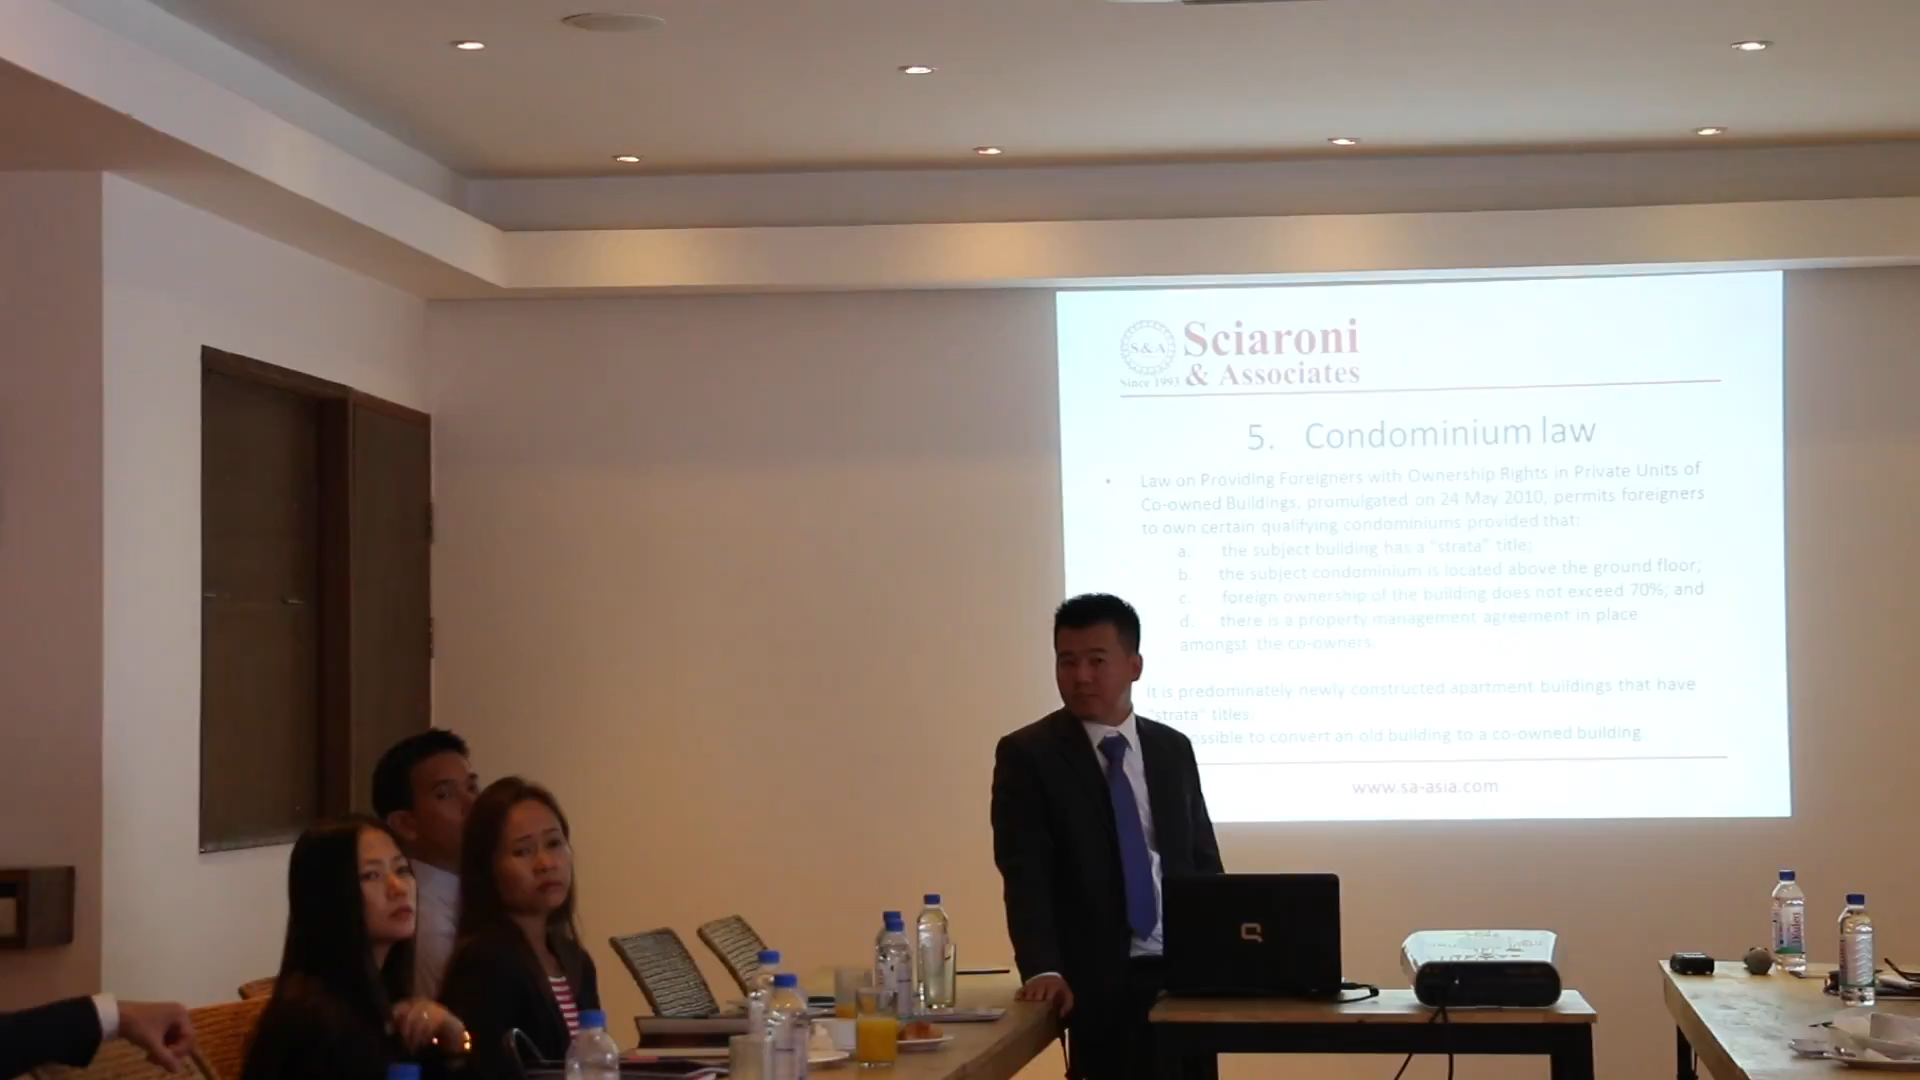 S&A
Since 1993
Sciaroni
& Associates
5. Condominium law
• Law on Providing Foreigners with Ownership Rights in Private Units of
Co-owned Buildings, promulgated on 24 May 2010, permits foreigners
to own certain qualifying condominiums provided that:
a. the subject building has a "strata" title;
b. the subject condominium is located above the ground floor;
c. foreign ownership of the building does not exceed 70%; and
d. there is a property management agreement in place
amongst the co-owners.
It is predominately newly constructed apartment buildings that have
"strata" titles.
ossible to convert an old building to a co-owned building.
www.sa-asia.com